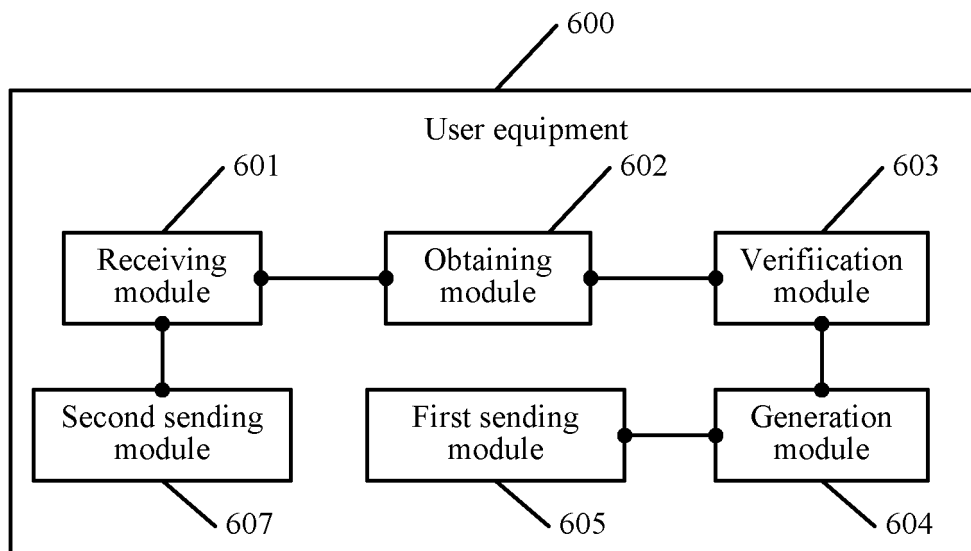 600
User equipment
601
602
603
Receiving
module
Obtaining
module
Verifiication
module
Second sending
module
First sending
module
Generation
module
607
605
604